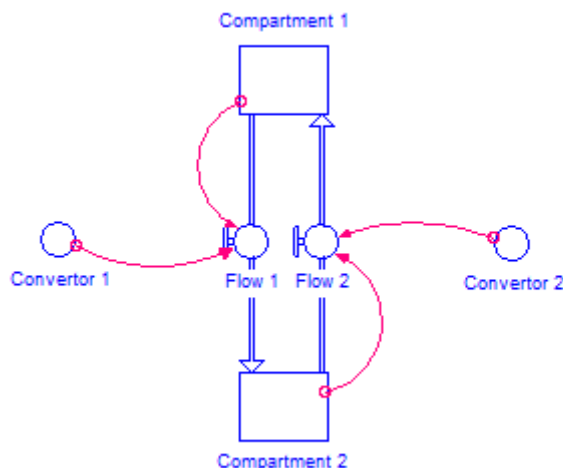 Compartment 1
Convertor 1
Flow 1
Flow 2
Convertor 2
Compartment 2